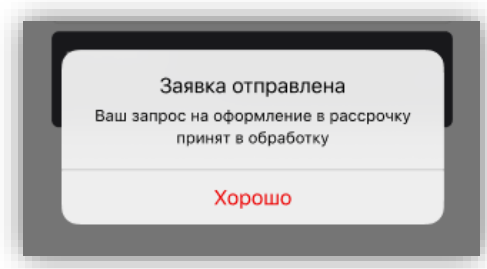 Заявка отправлена
Ваш запрос на оформление в рассрочку
принят в обработку
Хорошо